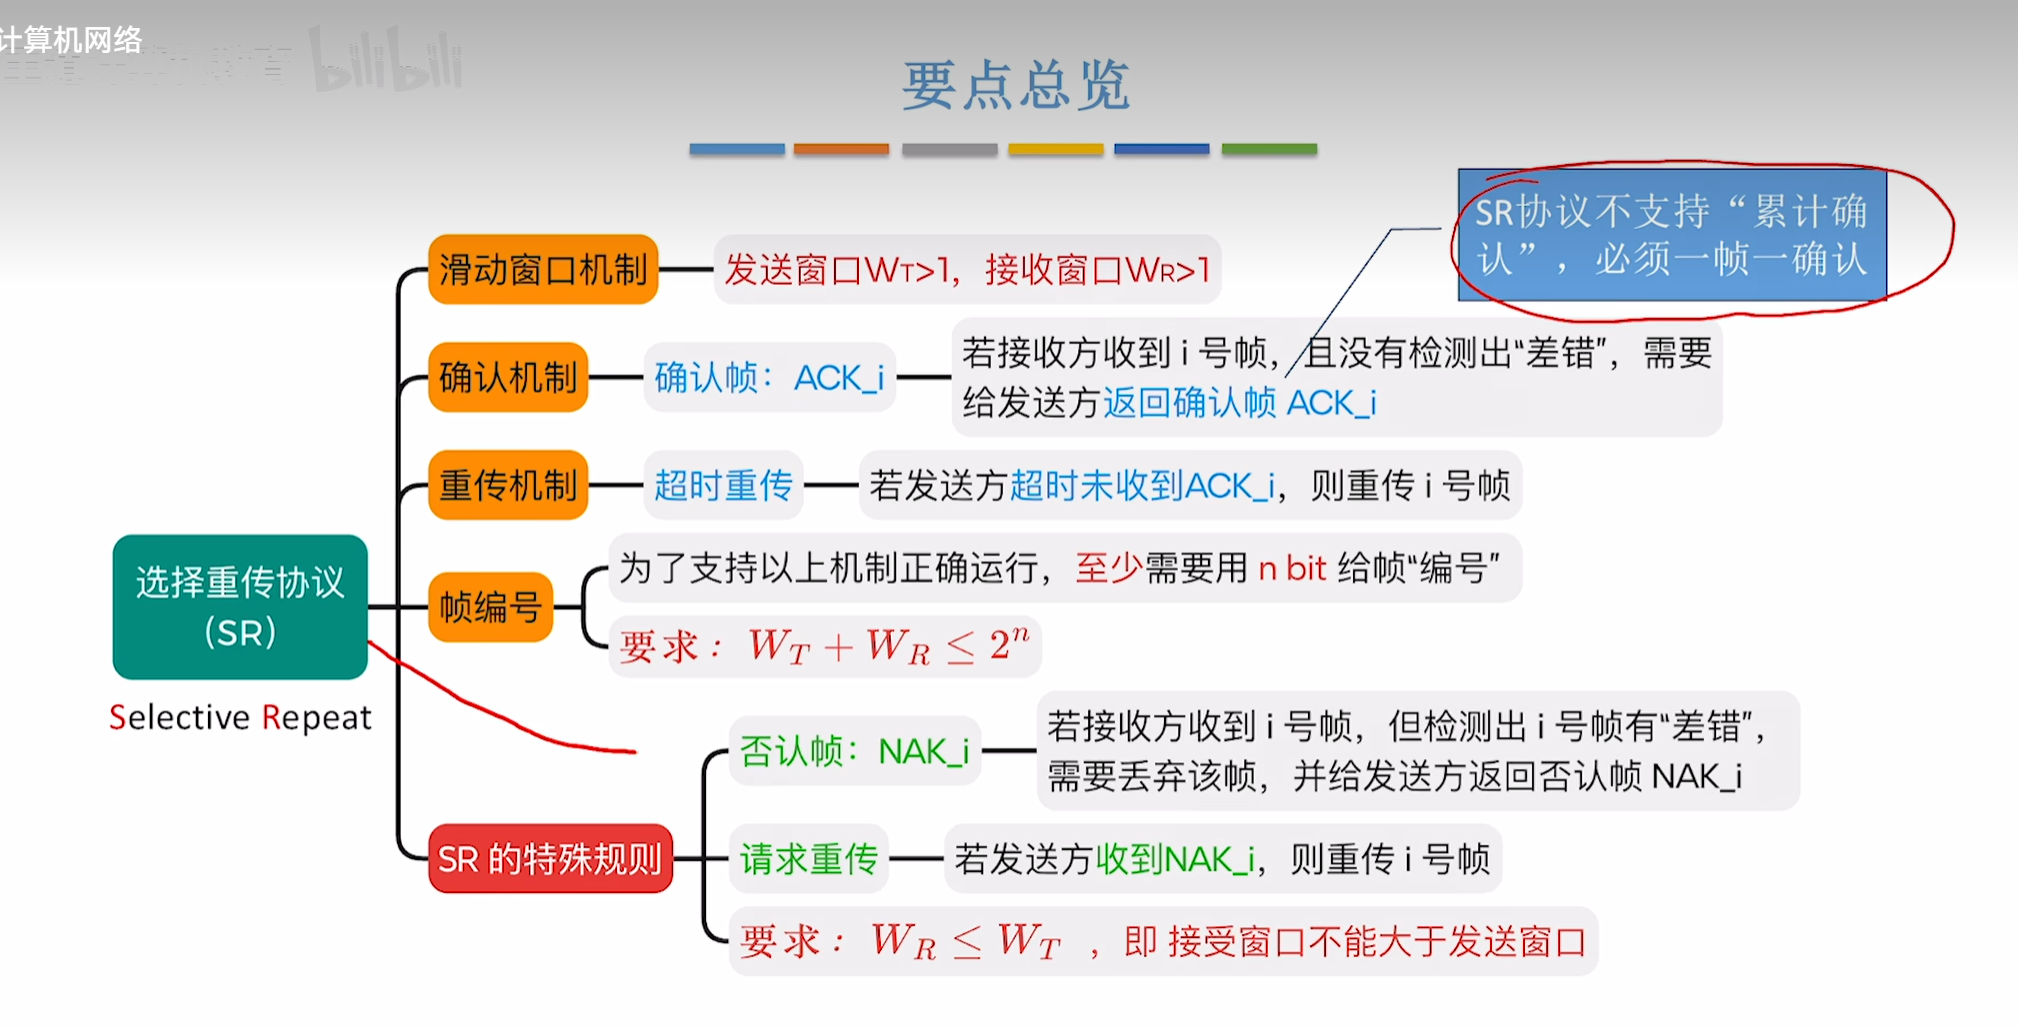 计算机网络
bilibili
要点总览
SR协议不支持“累计确
认”，必须一帧一确认
滑动窗口机制
发送窗口WT>1，接收窗口WR>1
确认机制
确认帧：ACK_i
若接收方收到 i 号帧，且没有检测出“差错”，需要
给发送方返回确认帧 ACK_i
重传机制
超时重传
若发送方超时未收到ACK_i，则重传 i 号帧
选择重传协议
（SR）
Selective Repeat
帧编号
为了支持以上机制正确运行，至少需要用 n bit 给帧“编号”
要求：W_T + W_R ≤ 2^n
SR 的特殊规则
否认帧：NAK_i
若接收方收到 i 号帧，但检测出 i 号帧有“差错”，
需要丢弃该帧，并给发送方返回否认帧 NAK_i
请求重传
若发送方收到NAK_i，则重传 i 号帧
要求：W_R ≤ W_T ，即 接受窗口不能大于发送窗口